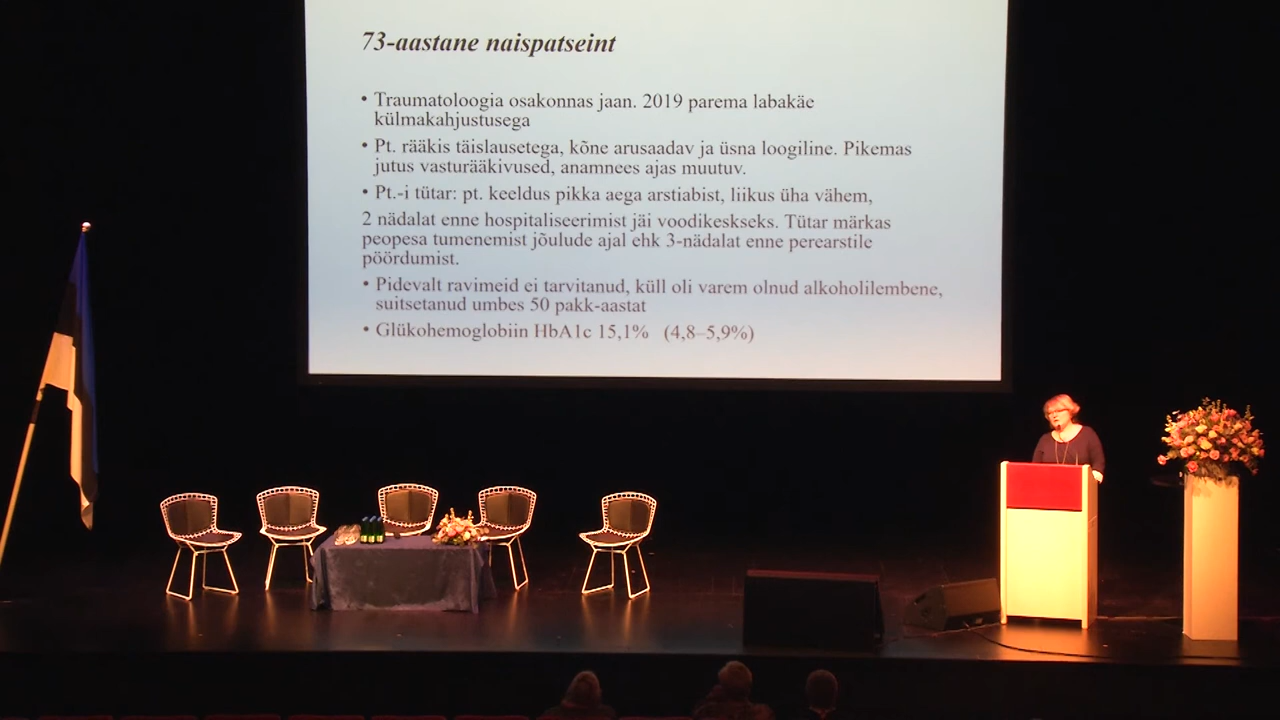 73-aastane naispatseint
• Traumatoloogia osakonnas jaan. 2019 parema labakäe
külmakahjustusega
• Pt. rääkis täislausetega, kõne arusaadav ja üsna loogiline. Pikemas
jutus vasturääkivused, anamnees ajas muutuv.
• Pt.-i tütar: pt. keeldus pikka aega arstiabist, liikus üha vähem,
2 nädalat enne hospitaliseerimist jäi voodikeskseks. Tütar märkas
peopesa tumenemist jõulude ajal ehk 3-nädalat enne perearstile
pöördumist.
• Pidevalt ravimeid ei tarvitanud, küll oli varem olnud alkoholilembene,
suitsetanud umbes 50 pakk-aastat
• Glükohemoglobiin HbA1c 15,1% (4,8–5,9%)